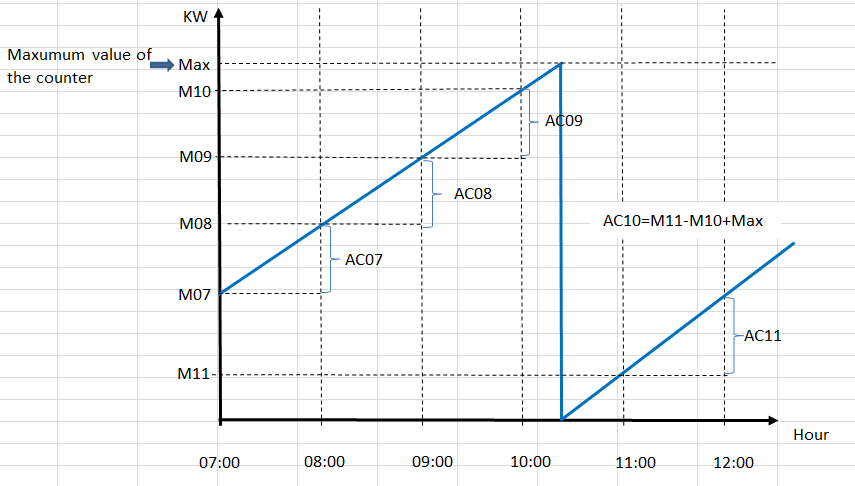 KW
Maxumum value of
the counter
Max
M10
AC09
M09
AC08
M08
AC10=M11-M10+Max
AC07
M07
AC11
M11
Hour
07:00 08:00 09:00 10:00 11:00 12:00